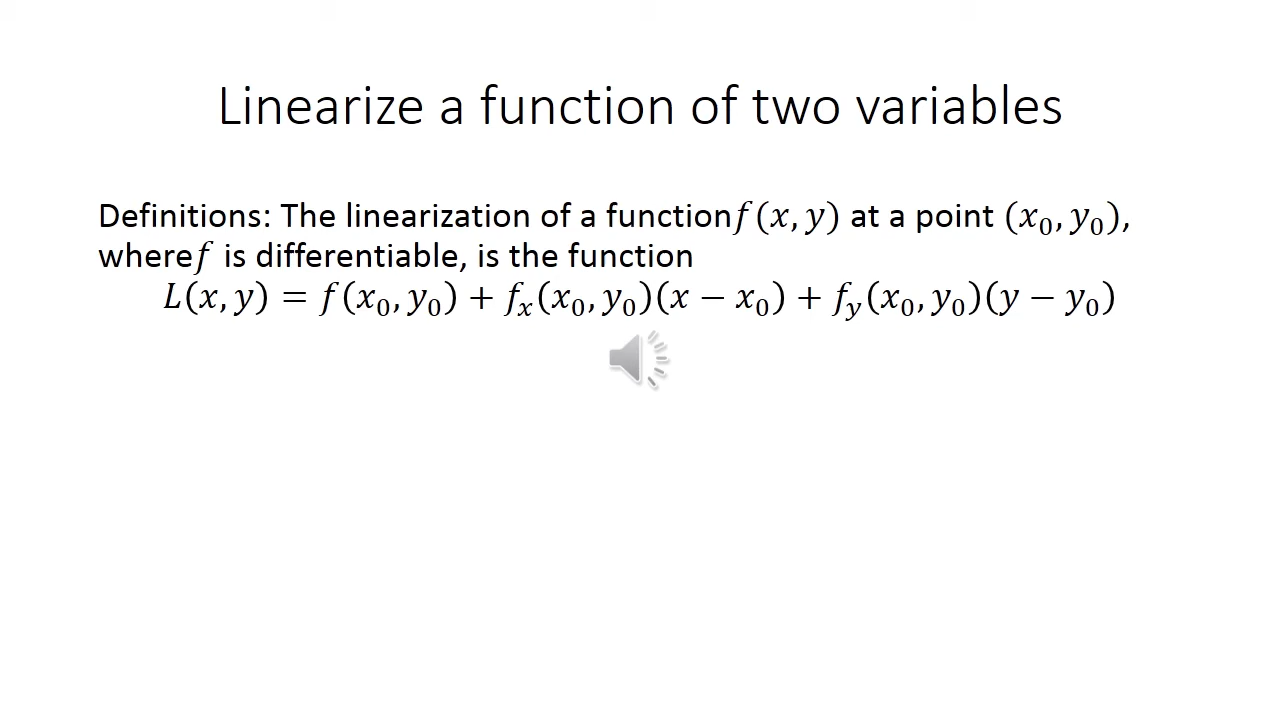 Linearize a function of two variables
Definitions: The linearization of a function f(x, y) at a point (x₀, y₀),
where f is differentiable, is the function
L(x, y) = f(x₀, y₀) + fₓ(x₀, y₀)(x − x₀) + f_y(x₀, y₀)(y − y₀)